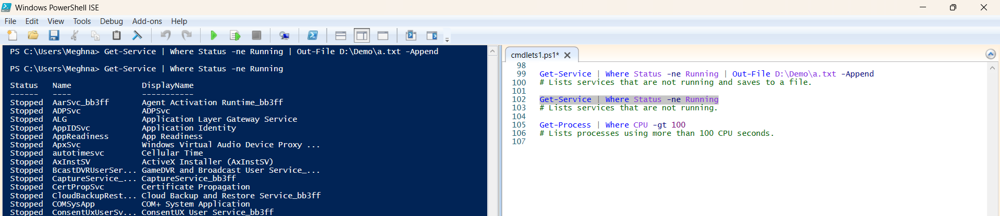 Windows PowerShell ISE
File Edit View Tools Debug Add-ons Help
PS C:\Users\Meghna> Get-Service | Where Status -ne Running | Out-File D:\Demo\a.txt -Append
PS C:\Users\Meghna> Get-Service | Where Status -ne Running
Status Name DisplayName
------ ---- -----------
Stopped AarSvc_bb3ff Agent Activation Runtime_bb3ff
Stopped ADPSvc ADPSvc
Stopped ALG Application Layer Gateway Service
Stopped AppIDSvc Application Identity
Stopped AppReadiness App Readiness
Stopped ApxSvc Windows Virtual Audio Device Proxy ...
Stopped autotimesvc Cellular Time
Stopped AxInstSV ActiveX Installer (AxInstSV)
Stopped BcastDVRUserSer... GameDVR and Broadcast User Service_...
Stopped CaptureService_... CaptureService_bb3ff
Stopped CertPropSvc Certificate Propagation
Stopped CloudBackupRest... Cloud Backup and Restore Service_bb3ff
Stopped COMSysApp COM+ System Application
Stopped ConsentUxUserSv... ConsentUX User Service_bb3ff
cmdlets1.ps1*
98
99 Get-Service | Where Status -ne Running | Out-File D:\Demo\a.txt -Append
100 # Lists services that are not running and saves to a file.
101
102 Get-Service | Where Status -ne Running
103 # Lists services that are not running.
104
105 Get-Process | Where CPU -gt 100
106 # Lists processes using more than 100 CPU seconds.
107